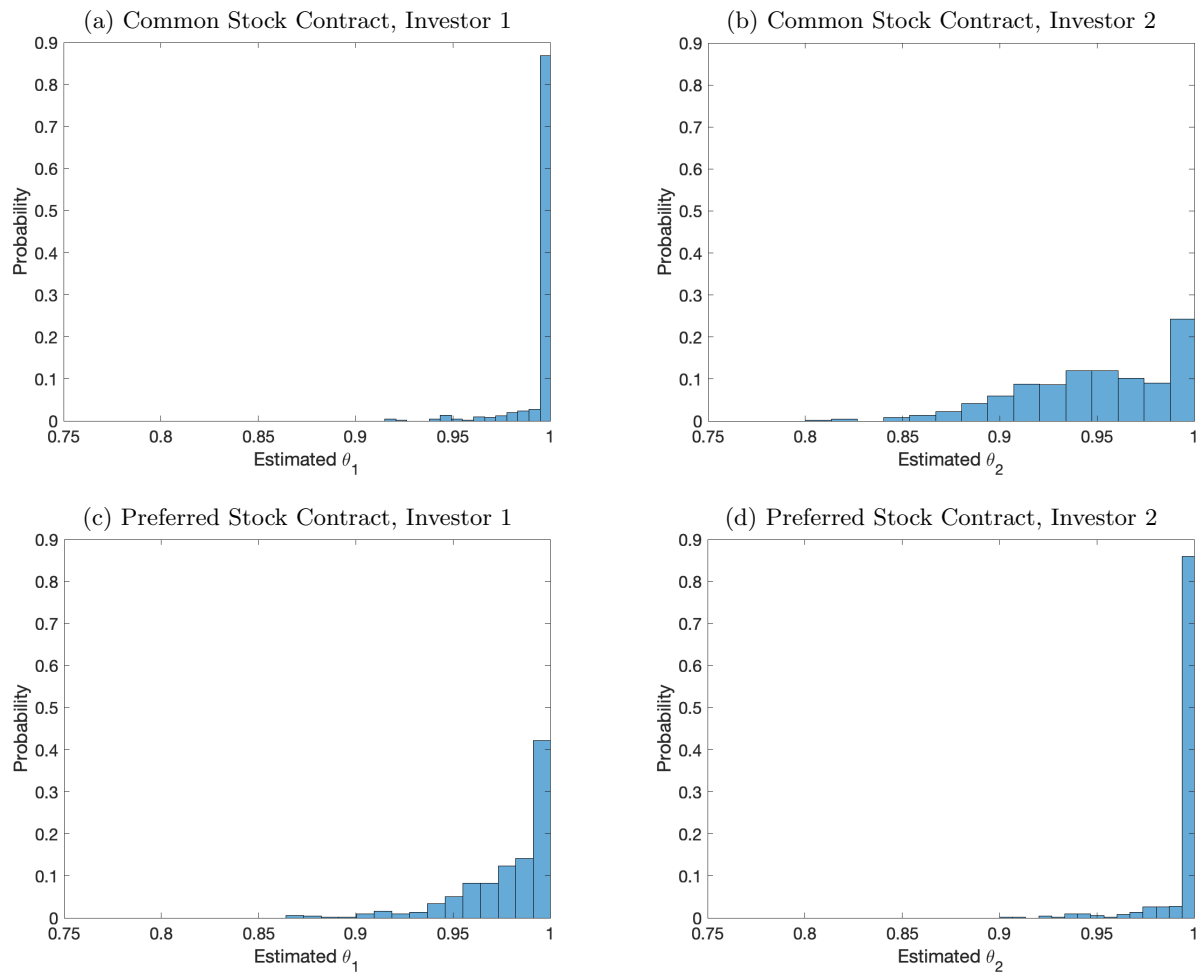 (a) Common Stock Contract, Investor 1
0.9
0.8
0.7
0.6
0.5
0.4
0.3
0.2
0.1
0
Probability
0.75 0.8 0.85 0.9 0.95 1
Estimated θ1
(b) Common Stock Contract, Investor 2
0.9
0.8
0.7
0.6
0.5
0.4
0.3
0.2
0.1
0
Probability
0.75 0.8 0.85 0.9 0.95 1
Estimated θ2
(c) Preferred Stock Contract, Investor 1
0.9
0.8
0.7
0.6
0.5
0.4
0.3
0.2
0.1
0
Probability
0.75 0.8 0.85 0.9 0.95 1
Estimated θ1
(d) Preferred Stock Contract, Investor 2
0.9
0.8
0.7
0.6
0.5
0.4
0.3
0.2
0.1
0
Probability
0.75 0.8 0.85 0.9 0.95 1
Estimated θ2